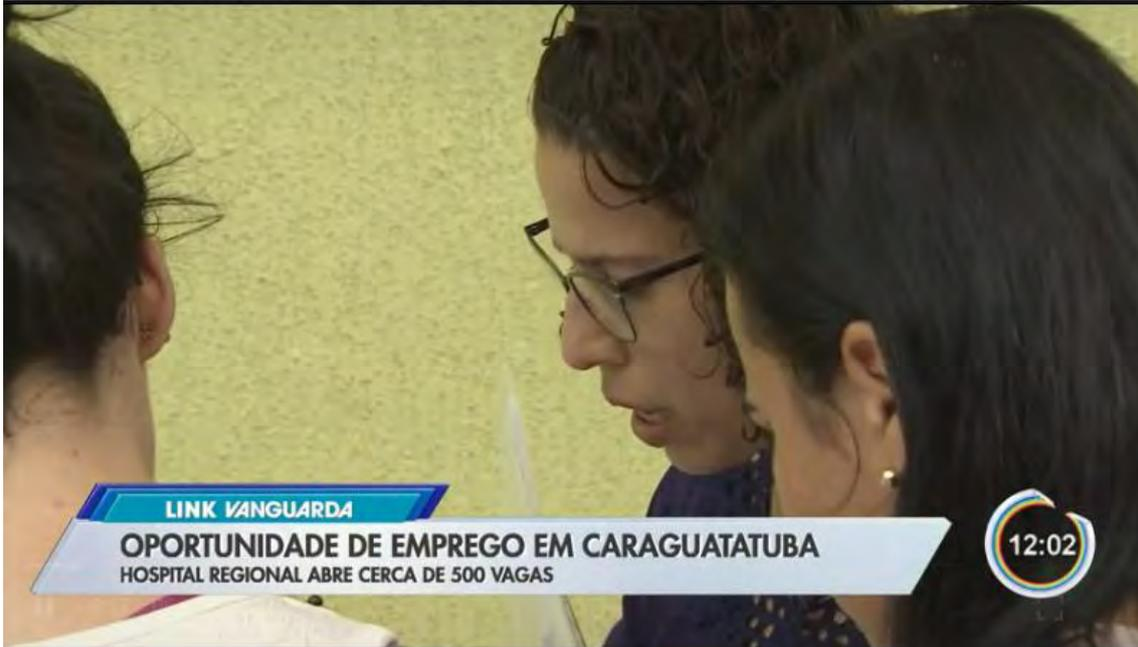 LINK VANGUARDA
OPORTUNIDADE DE EMPREGO EM CARAGUATATUBA
HOSPITAL REGIONAL ABRE CERCA DE 500 VAGAS
12:02